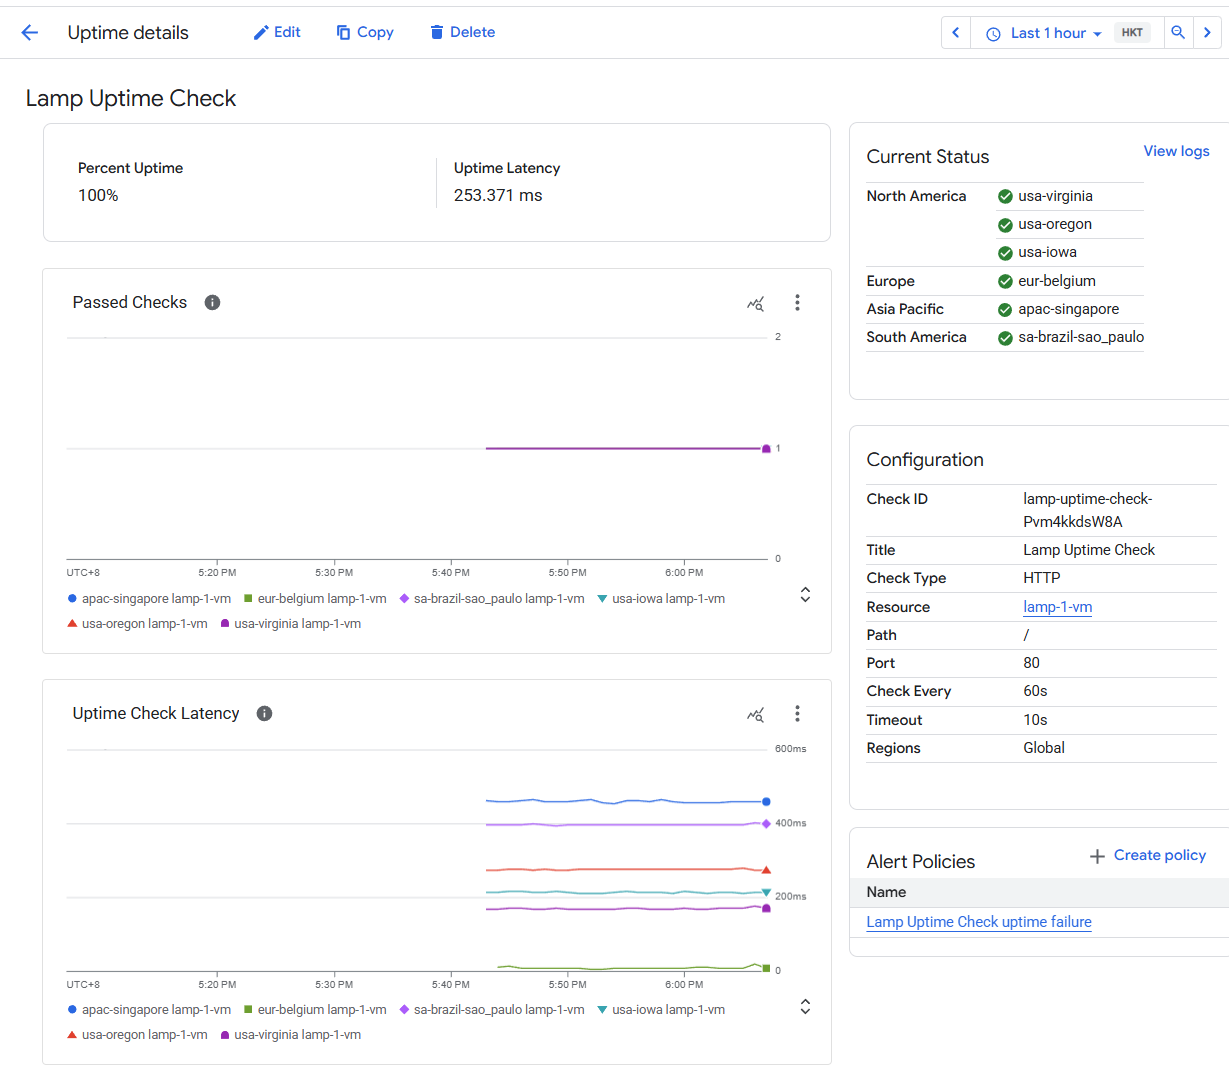 Uptime details
Edit
Copy
Delete
Last 1 hour
HKT
Lamp Uptime Check
Percent Uptime
100%
Uptime Latency
253.371 ms
Passed Checks
2
1
0
UTC+8 5:20 PM 5:30 PM 5:40 PM 5:50 PM 6:00 PM
apac-singapore lamp-1-vm eur-belgium lamp-1-vm sa-brazil-sao_paulo lamp-1-vm usa-iowa lamp-1-vm
usa-oregon lamp-1-vm usa-virginia lamp-1-vm
Uptime Check Latency
600ms
400ms
200ms
0
UTC+8 5:20 PM 5:30 PM 5:40 PM 5:50 PM 6:00 PM
apac-singapore lamp-1-vm eur-belgium lamp-1-vm sa-brazil-sao_paulo lamp-1-vm usa-iowa lamp-1-vm
usa-oregon lamp-1-vm usa-virginia lamp-1-vm
Current Status
View logs
North America usa-virginia
usa-oregon
usa-iowa
Europe eur-belgium
Asia Pacific apac-singapore
South America sa-brazil-sao_paulo
Configuration
Check ID lamp-uptime-check-
Pvm4kkdsW8A
Title Lamp Uptime Check
Check Type HTTP
Resource lamp-1-vm
Path /
Port 80
Check Every 60s
Timeout 10s
Regions Global
Alert Policies
Create policy
Name
Lamp Uptime Check uptime failure